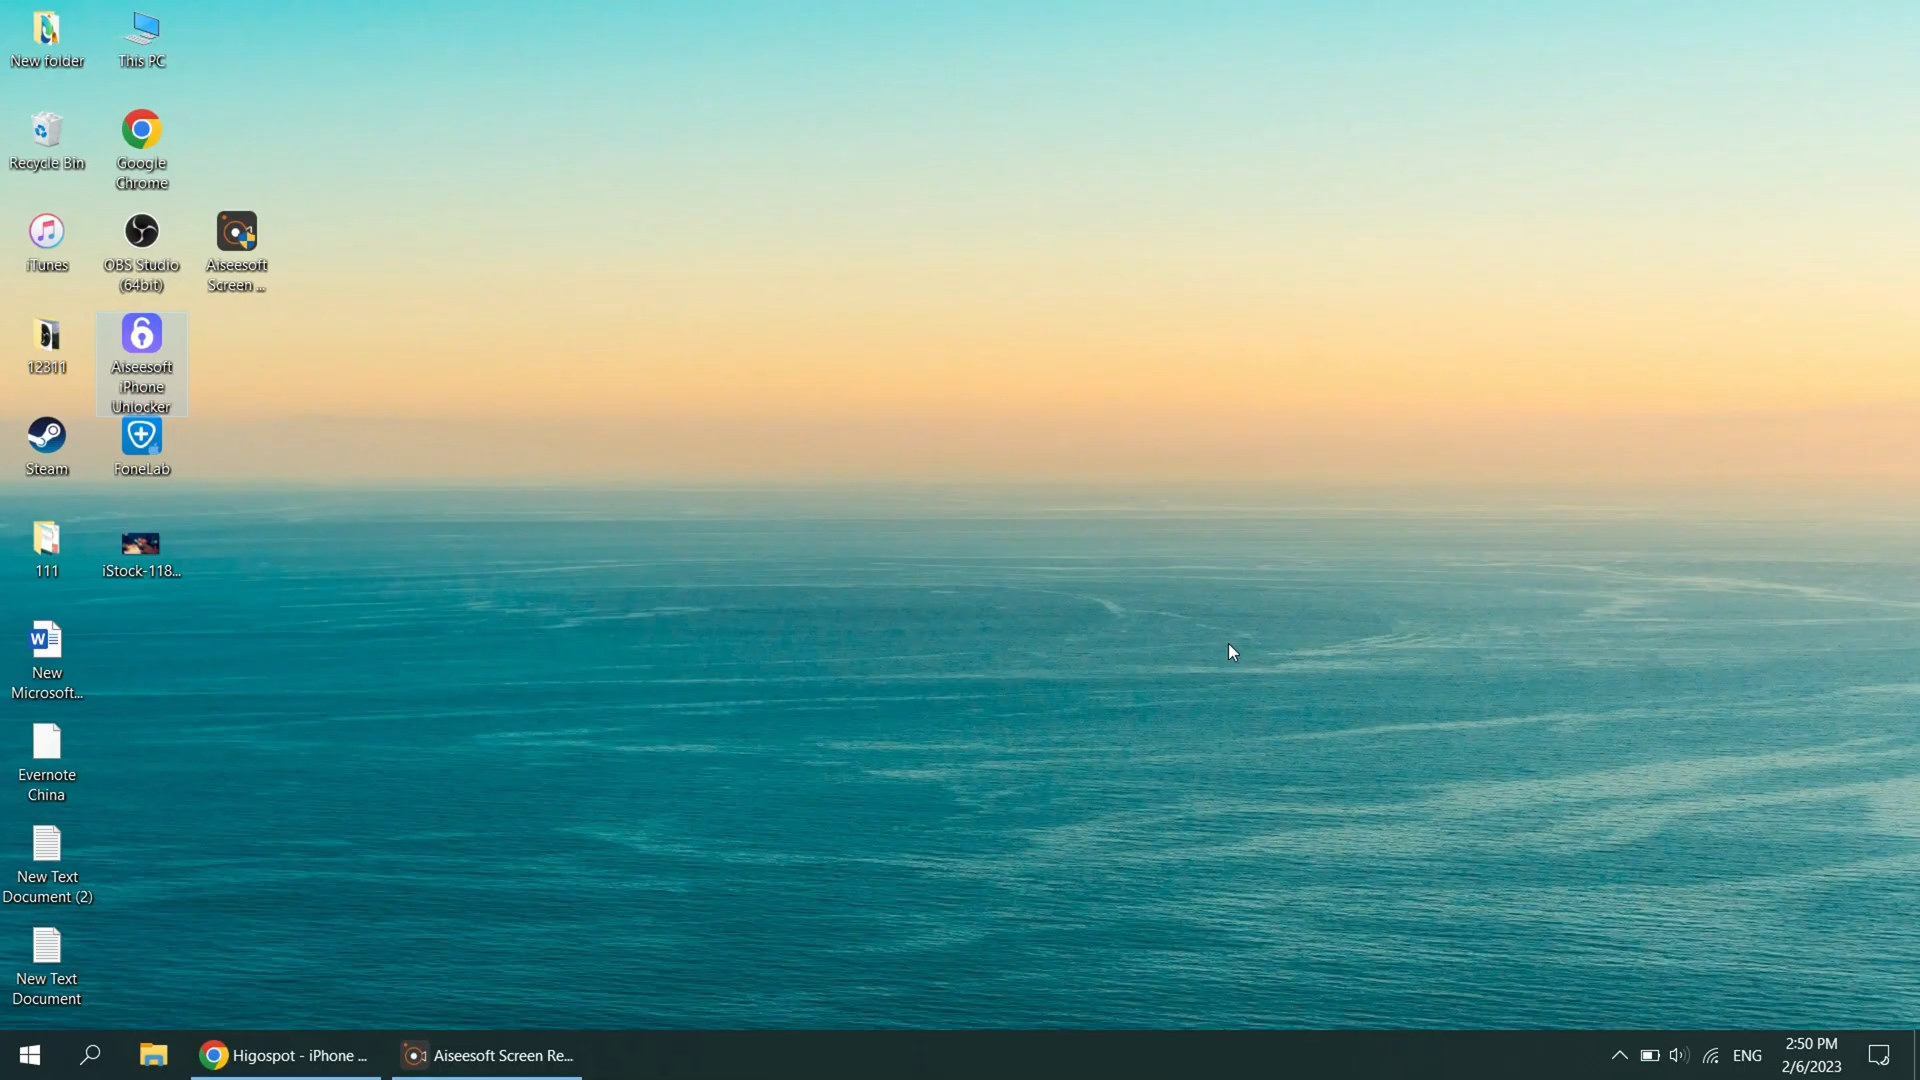 New folder
This PC
Recycle Bin
Google
Chrome
iTunes
OBS Studio
(64bit)
Aiseesoft
Screen ...
12311
Aiseesoft
iPhone
Unlocker
Steam
FoneLab
111
iStock-118...
New
Microsoft...
Evernote
China
New Text
Document (2)
New Text
Document
Higospot - iPhone ...
Aiseesoft Screen Re...
ENG
2:50 PM
2/6/2023